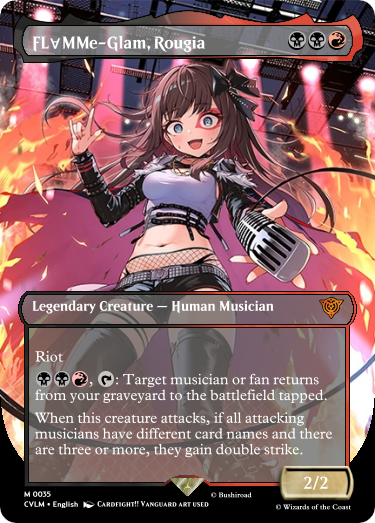 FL∀MMe-Glam, Rougia
Legendary Creature — Human Musician
Riot
, : Target musician or fan returns
from your graveyard to the battlefield tapped.
When this creature attacks, if all attacking
musicians have different card names and there
are three or more, they gain double strike.
2/2
M 0035
CVLM • English CARDFIGHT!! VANGUARD ART USED
© Bushiroad
© Wizards of the Coast